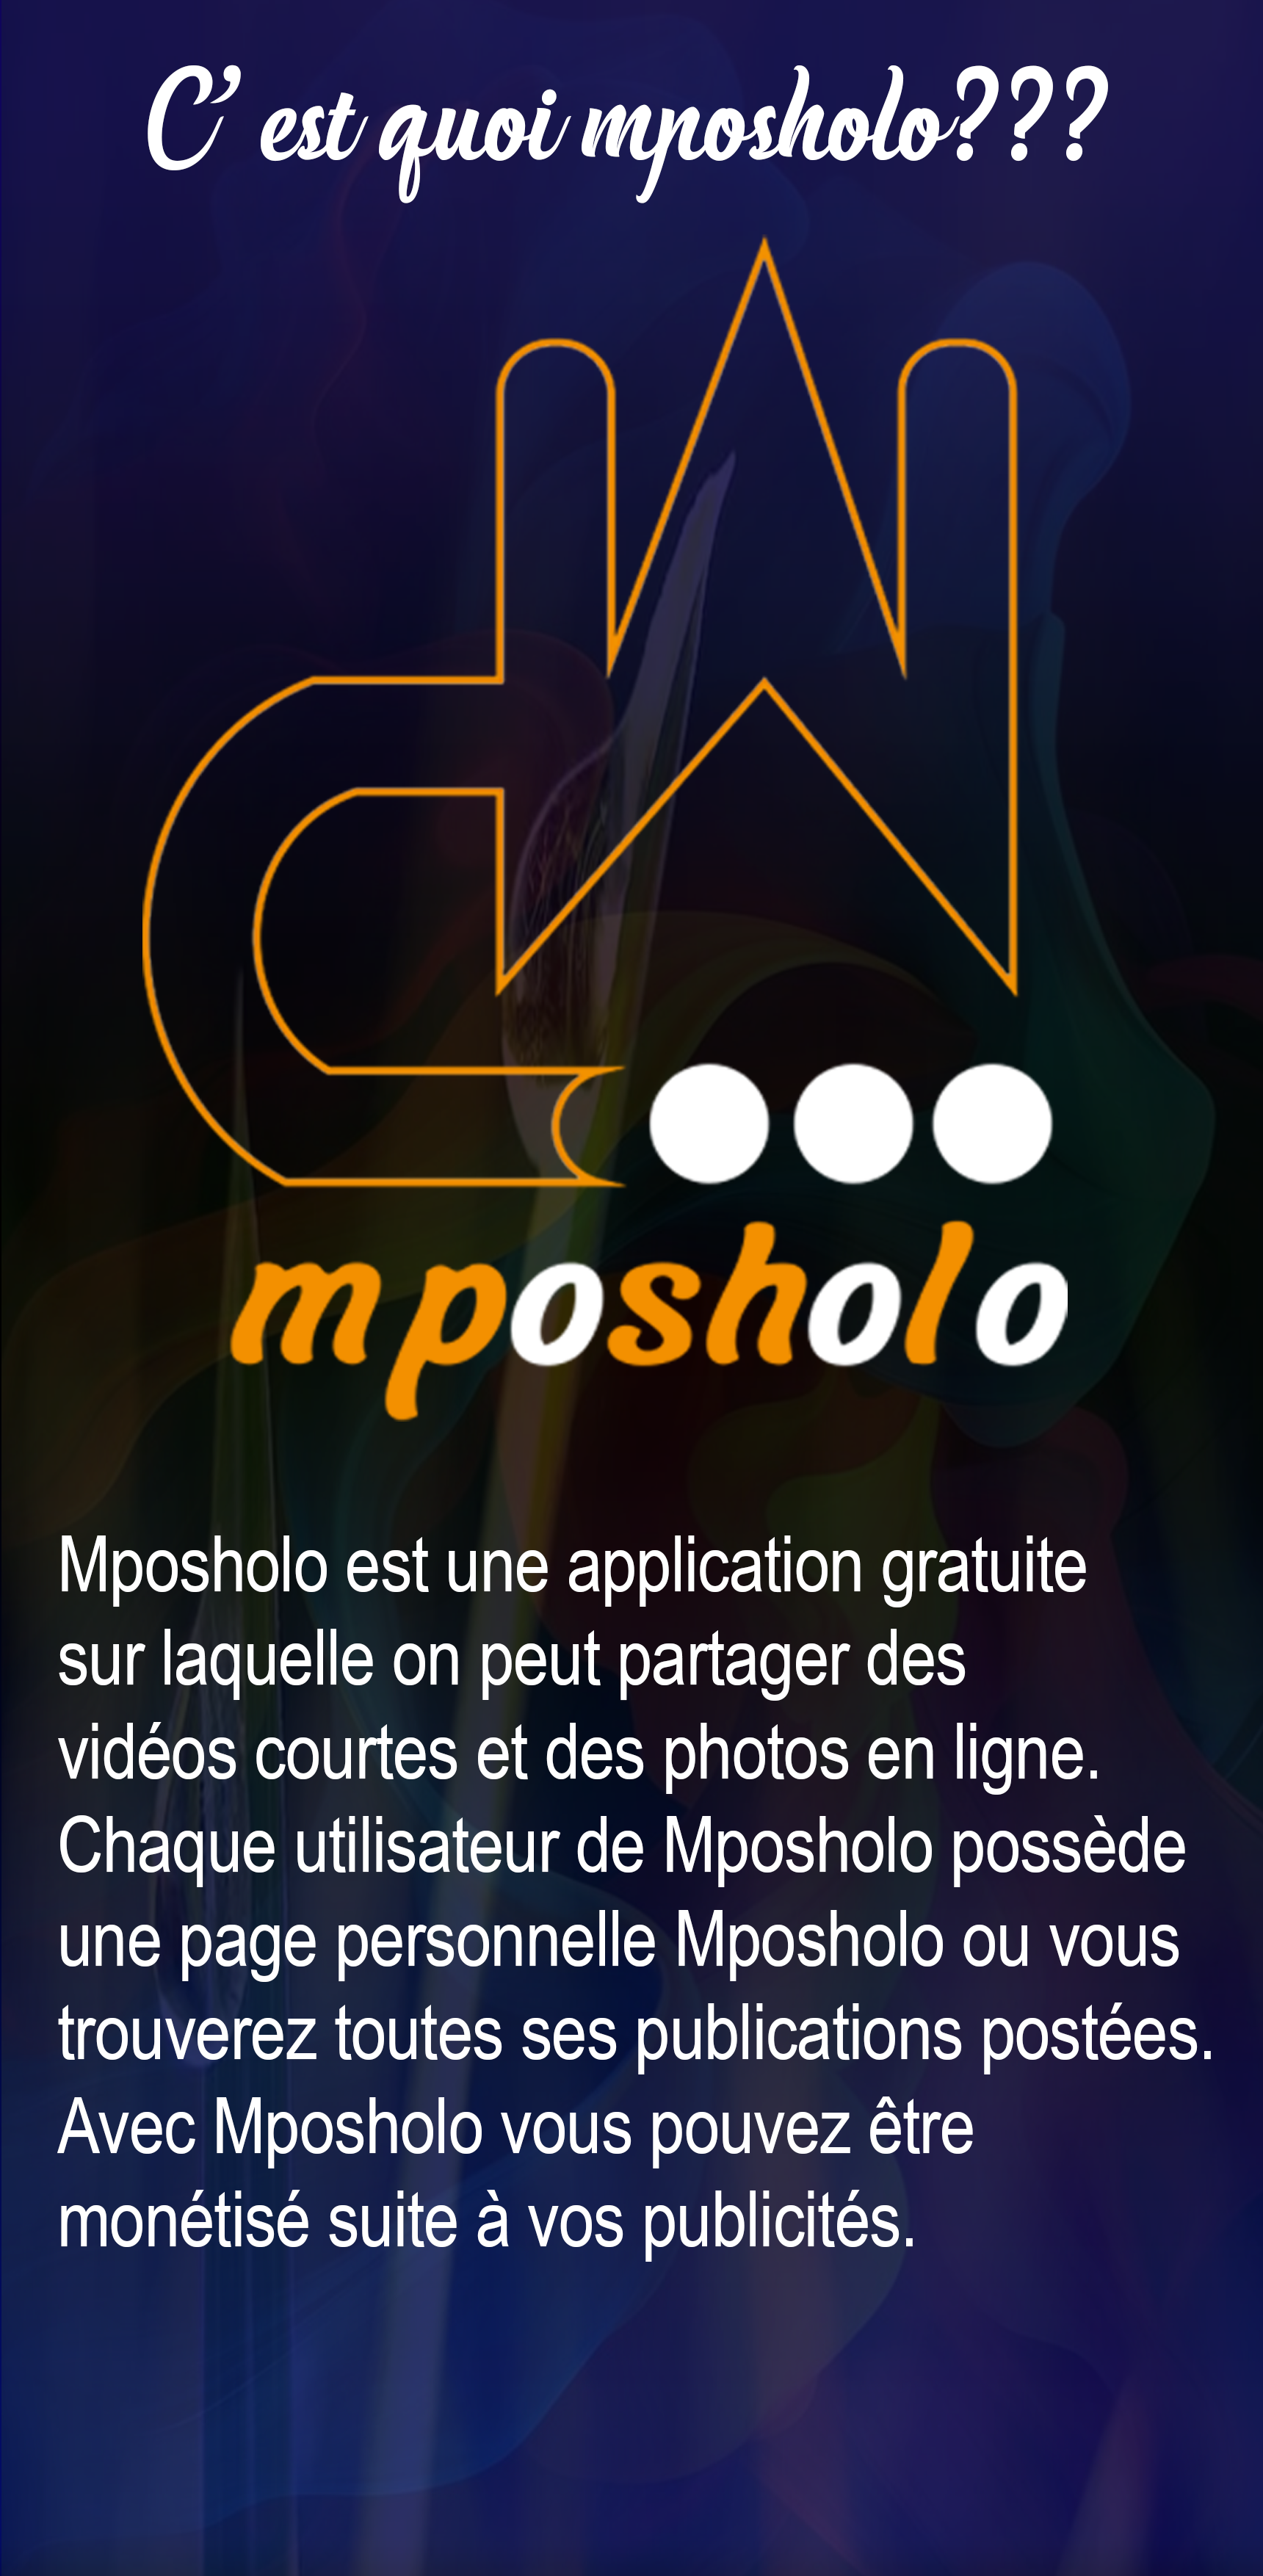 C' est quoi mposholo???
mposholo
Mposholo est une application gratuite
sur laquelle on peut partager des
vidéos courtes et des photos en ligne.
Chaque utilisateur de Mposholo possède
une page personnelle Mposholo ou vous
trouverez toutes ses publications postées.
Avec Mposholo vous pouvez être
monétisé suite à vos publicités.